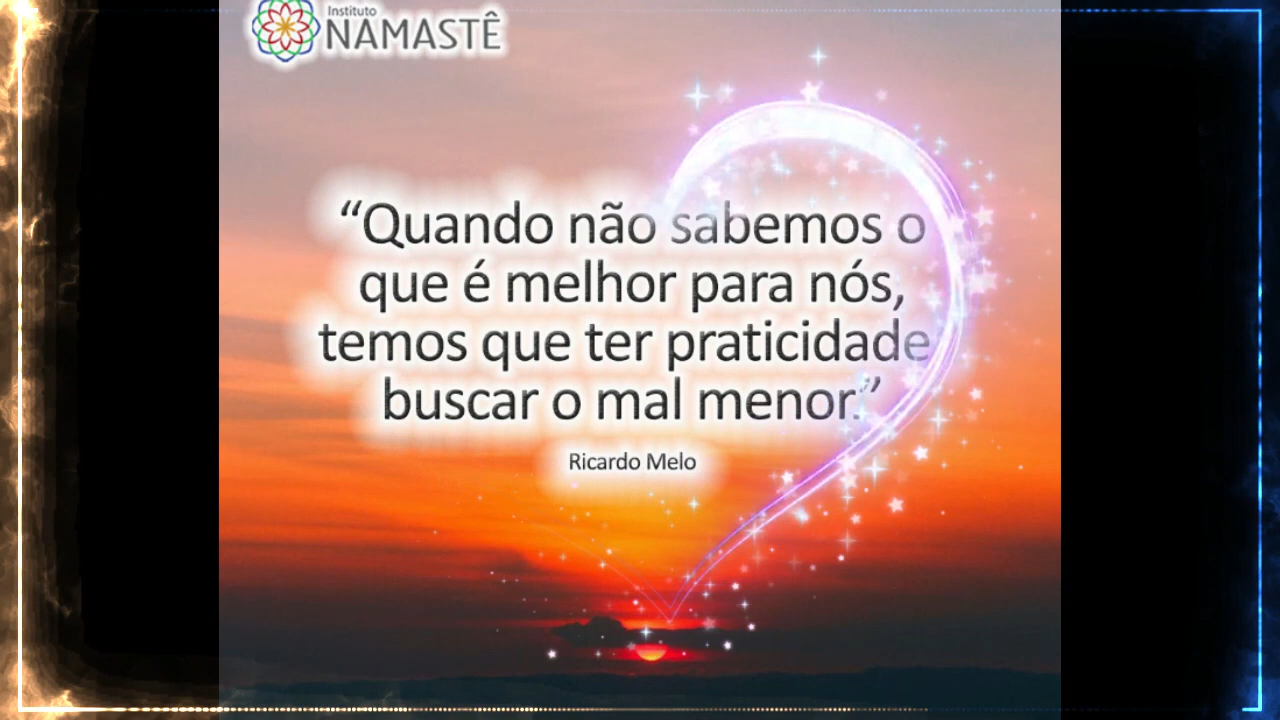 Instituto
NAMASTÊ
“Quando não sabemos o
que é melhor para nós,
temos que ter praticidade
buscar o mal menor.”
Ricardo Melo